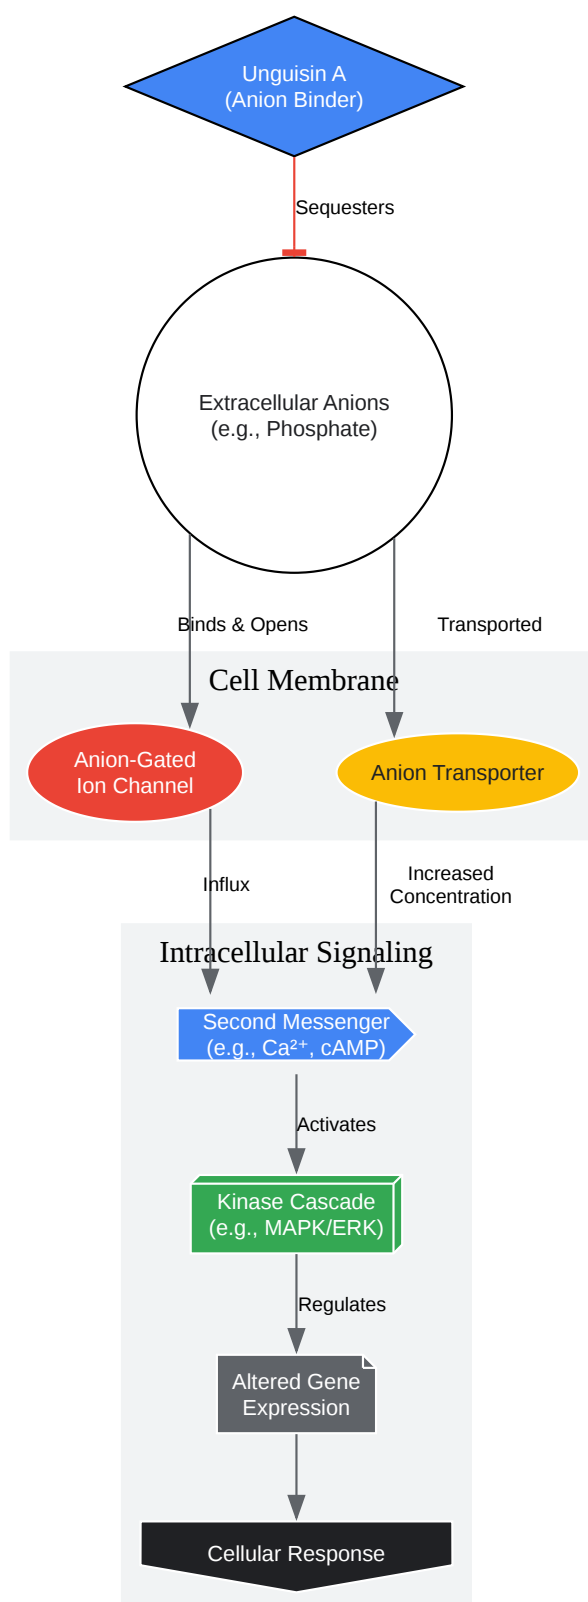 Unguisin A
(Anion Binder)
Sequesters
Extracellular Anions
(e.g., Phosphate)
Binds & Opens
Transported
Cell Membrane
Anion-Gated
Ion Channel
Anion Transporter
Influx
Increased
Concentration
Intracellular Signaling
Second Messenger
(e.g., Ca²⁺, cAMP)
Activates
Kinase Cascade
(e.g., MAPK/ERK)
Regulates
Altered Gene
Expression
Cellular Response